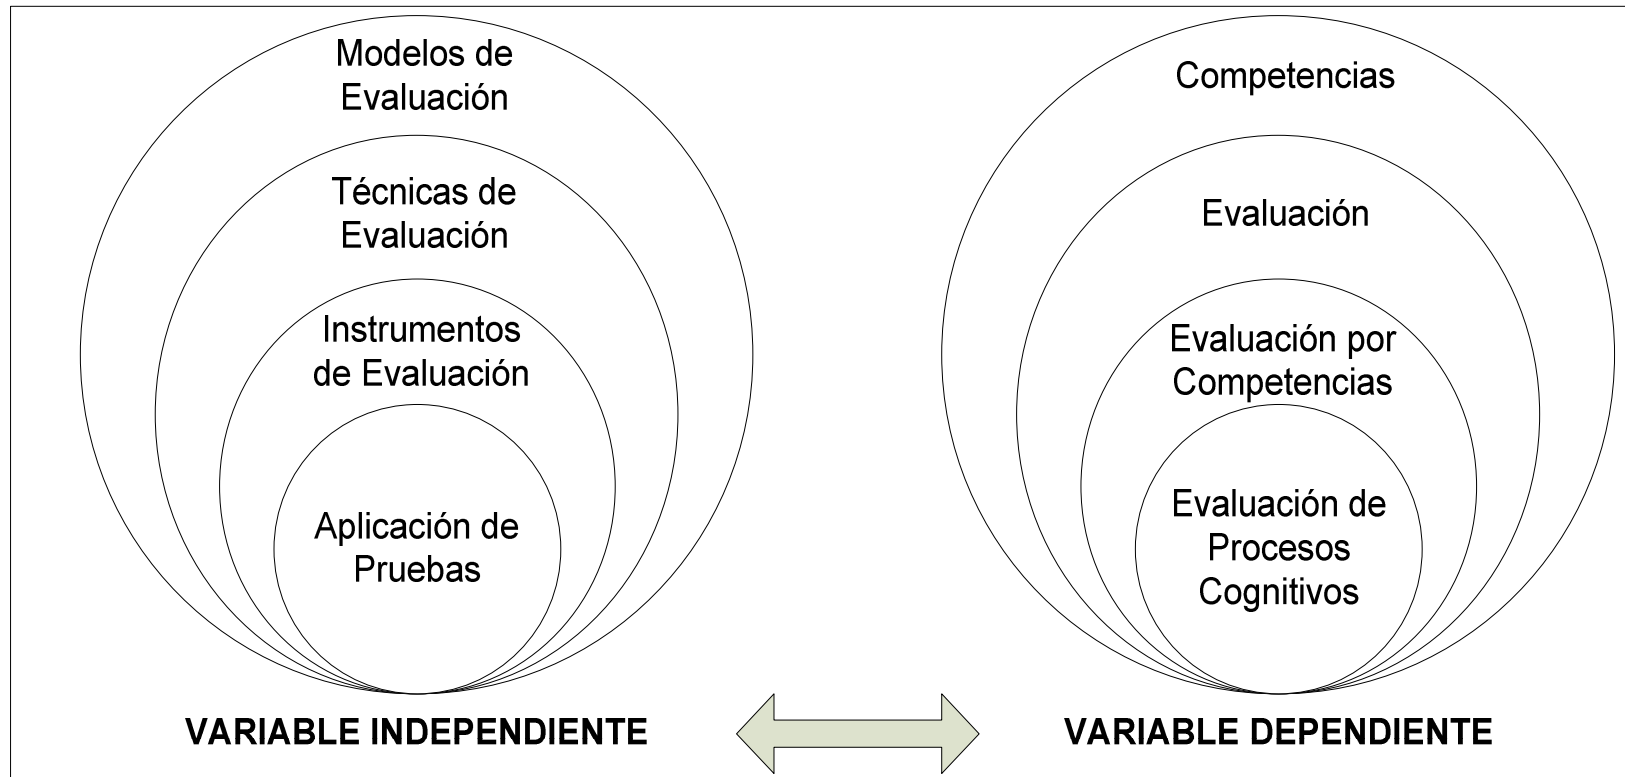 Modelos de
Evaluación
Técnicas de
Evaluación
Instrumentos
de Evaluación
Aplicación de
Pruebas
VARIABLE INDEPENDIENTE
Competencias
Evaluación
Evaluación por
Competencias
Evaluación de
Procesos
Cognitivos
VARIABLE DEPENDIENTE